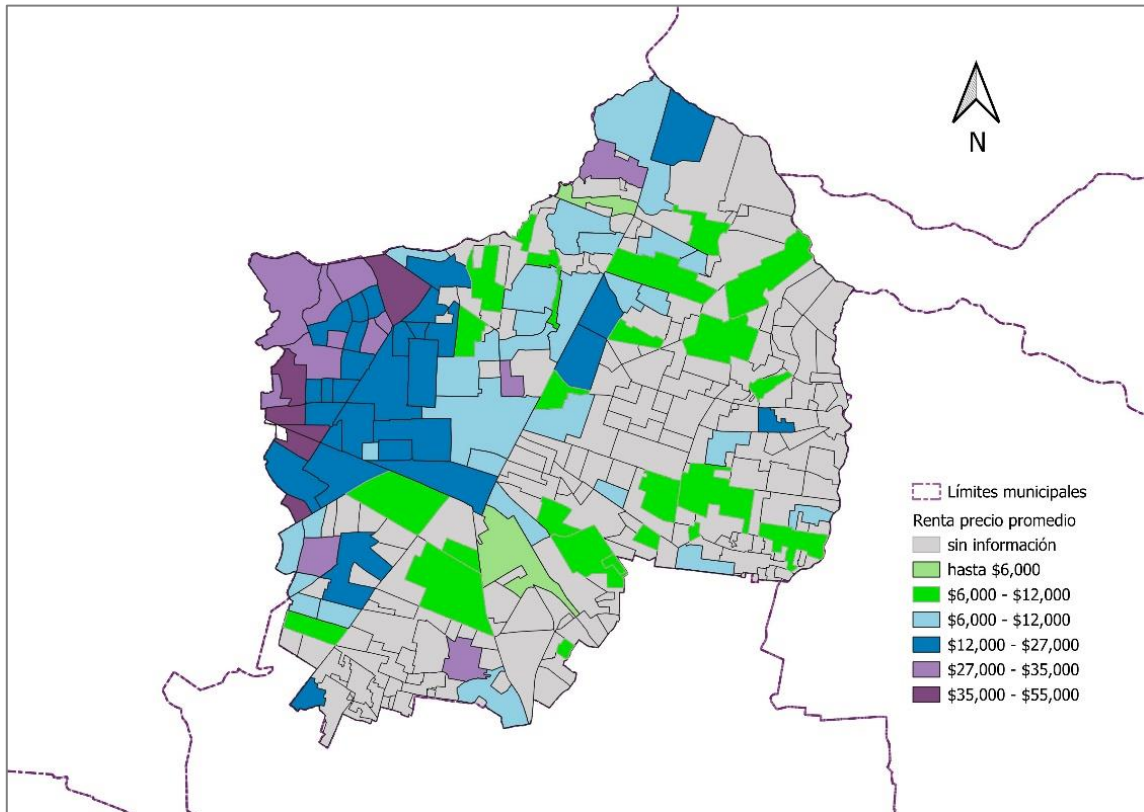 N
Límites municipales
Renta precio promedio
sin información
hasta $6,000
$6,000 - $12,000
$6,000 - $12,000
$12,000 - $27,000
$27,000 - $35,000
$35,000 - $55,000